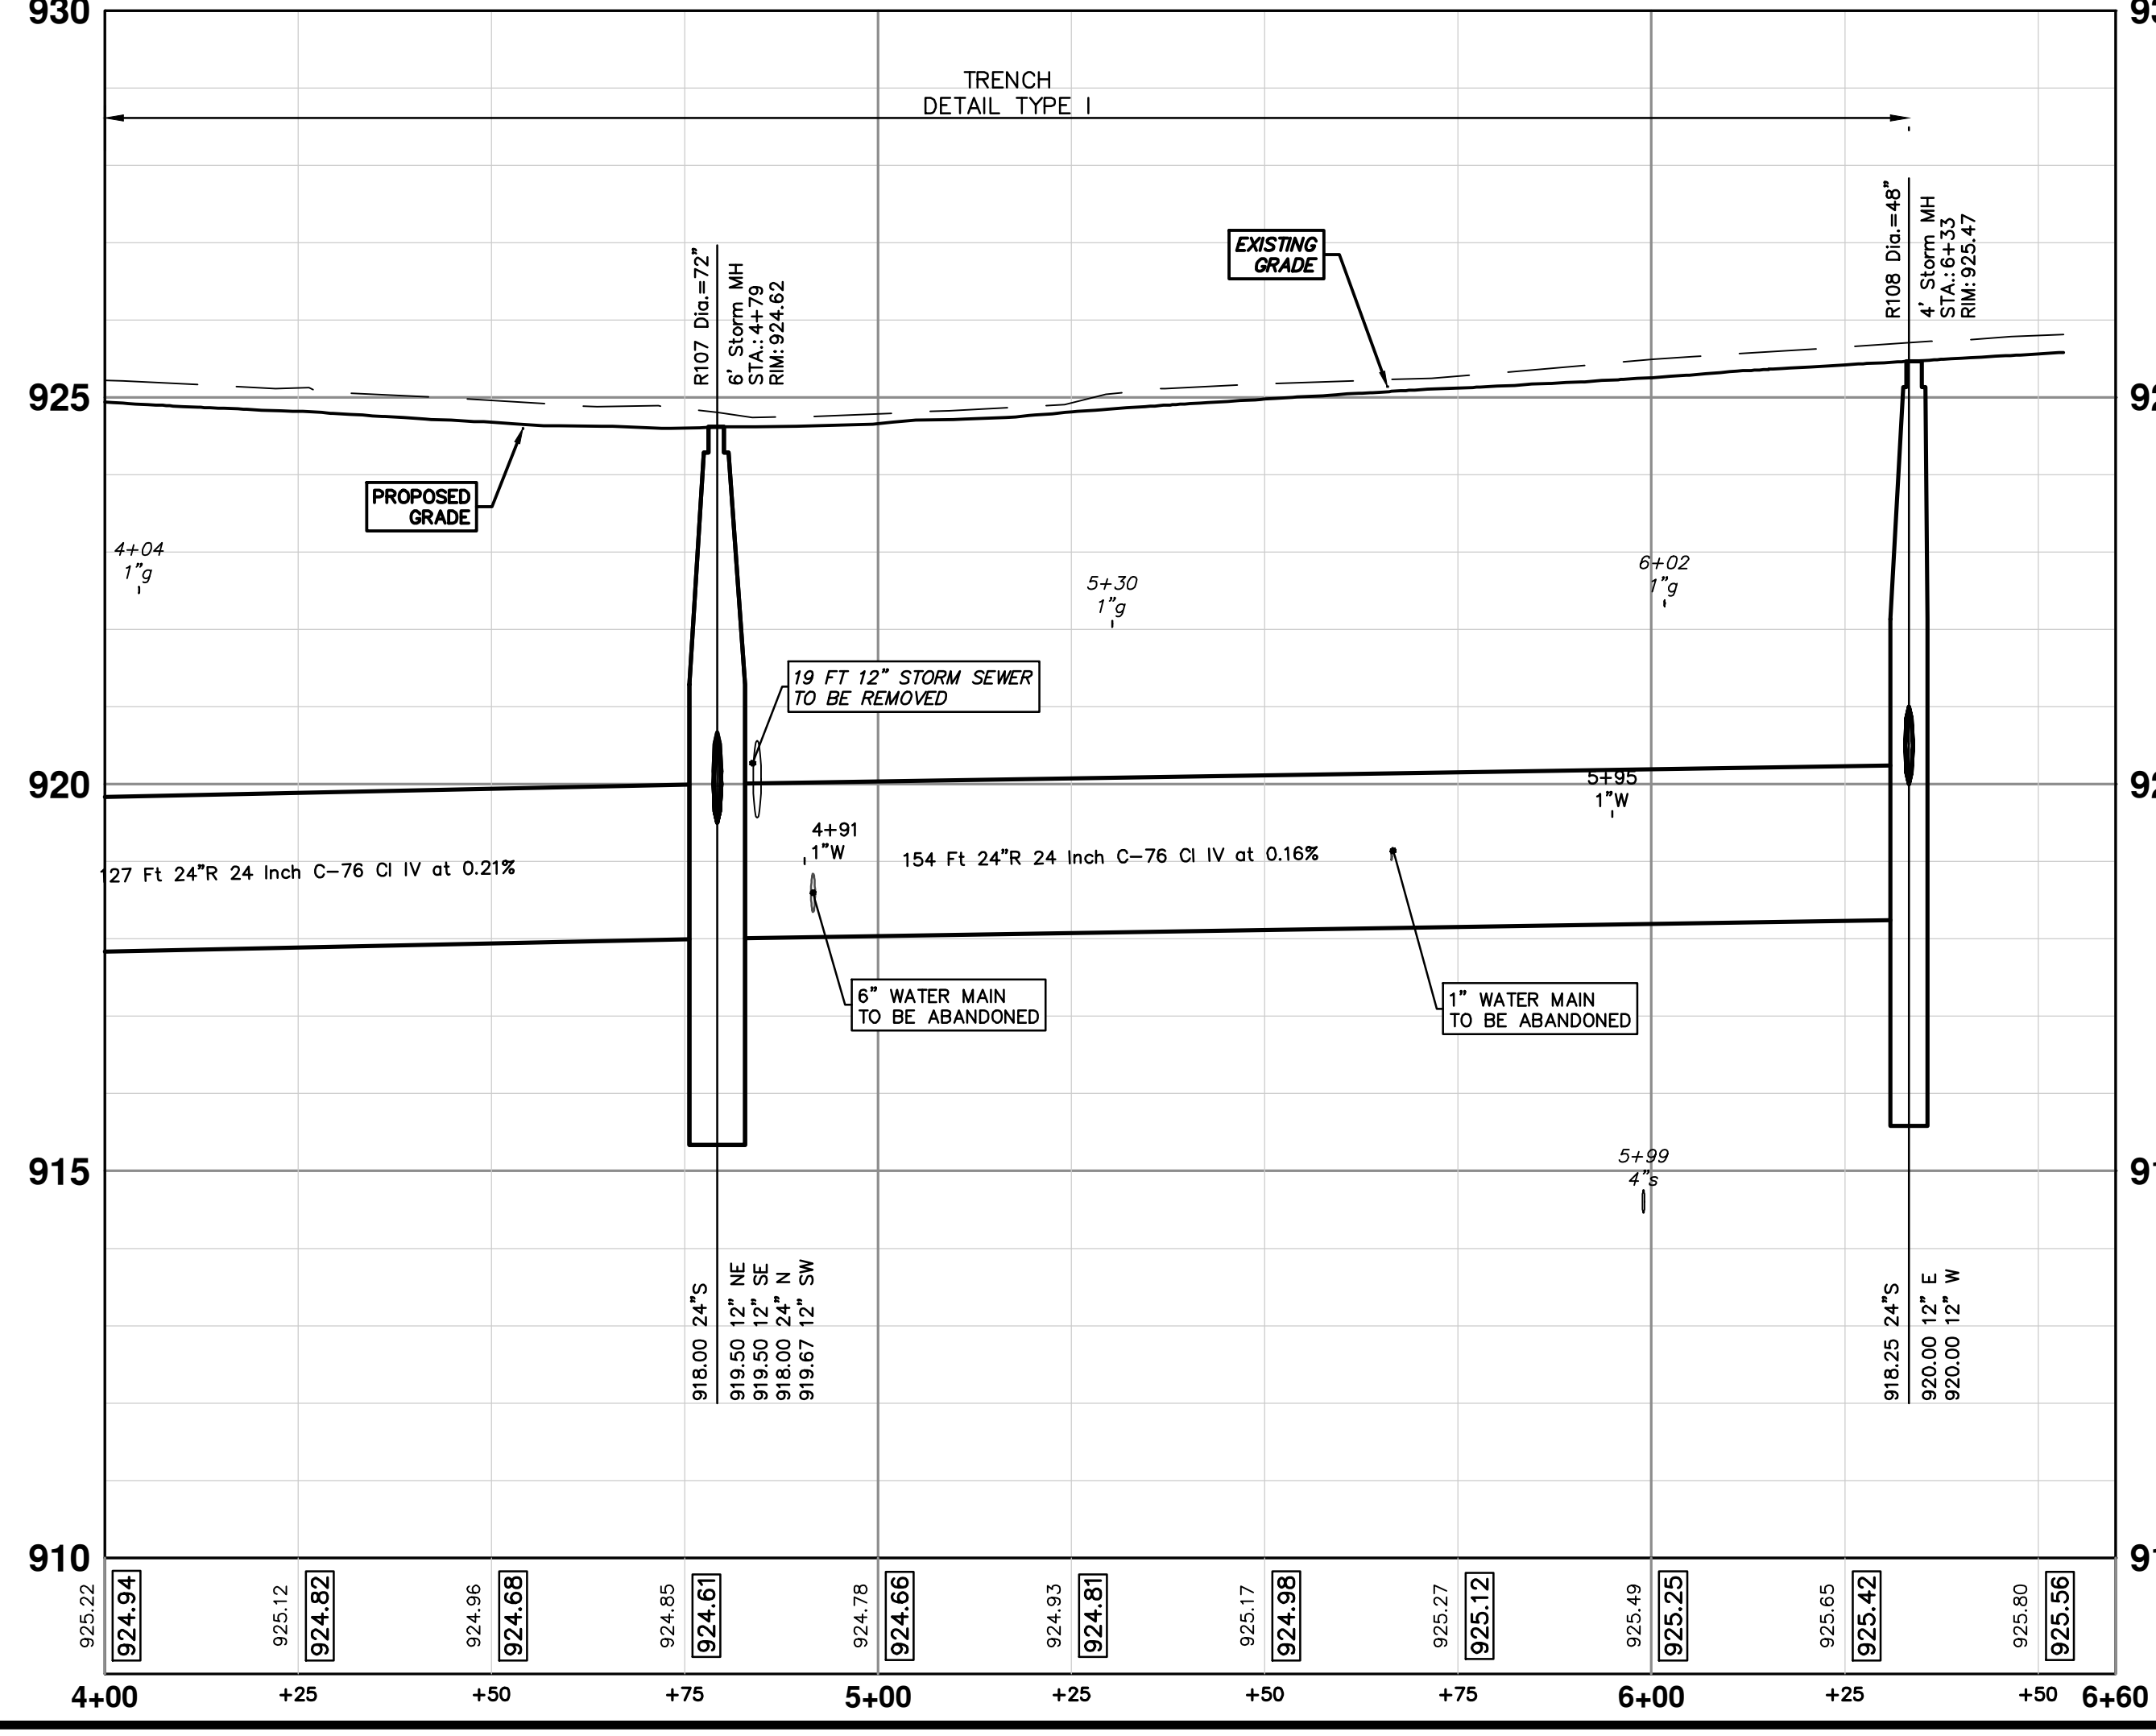 930
TRENCH
DETAIL TYPE I
R107 Dia.=72"
6' Storm MH
STA.: 4+79
RIM: 924.62
EXISTING
GRADE
R108 Dia.=48"
4' Storm MH
STA.: 6+33
RIM: 925.47
925
PROPOSED
GRADE
4+04
1"g
5+30
1"g
6+02
1"g
19 FT 12" STORM SEWER
TO BE REMOVED
920
5+95
1"W
4+91
1"W
127 Ft 24"R 24 Inch C-76 Cl IV at 0.21%
154 Ft 24"R 24 Inch C-76 Cl IV at 0.16%
6" WATER MAIN
TO BE ABANDONED
1" WATER MAIN
TO BE ABANDONED
915
5+99
4"s
918.00 24"S
919.50 12" NE
919.50 12" SE
918.00 24" N
919.67 12" SW
918.25 24"S
920.00 12" E
920.00 12" W
910
925.22
924.94
925.12
924.82
924.96
924.68
924.85
924.61
924.78
924.66
924.93
924.81
925.17
924.98
925.27
925.12
925.49
925.25
925.65
925.42
925.80
925.56
4+00
+25
+50
+75
5+00
+25
+50
+75
6+00
+25
+50
6+60